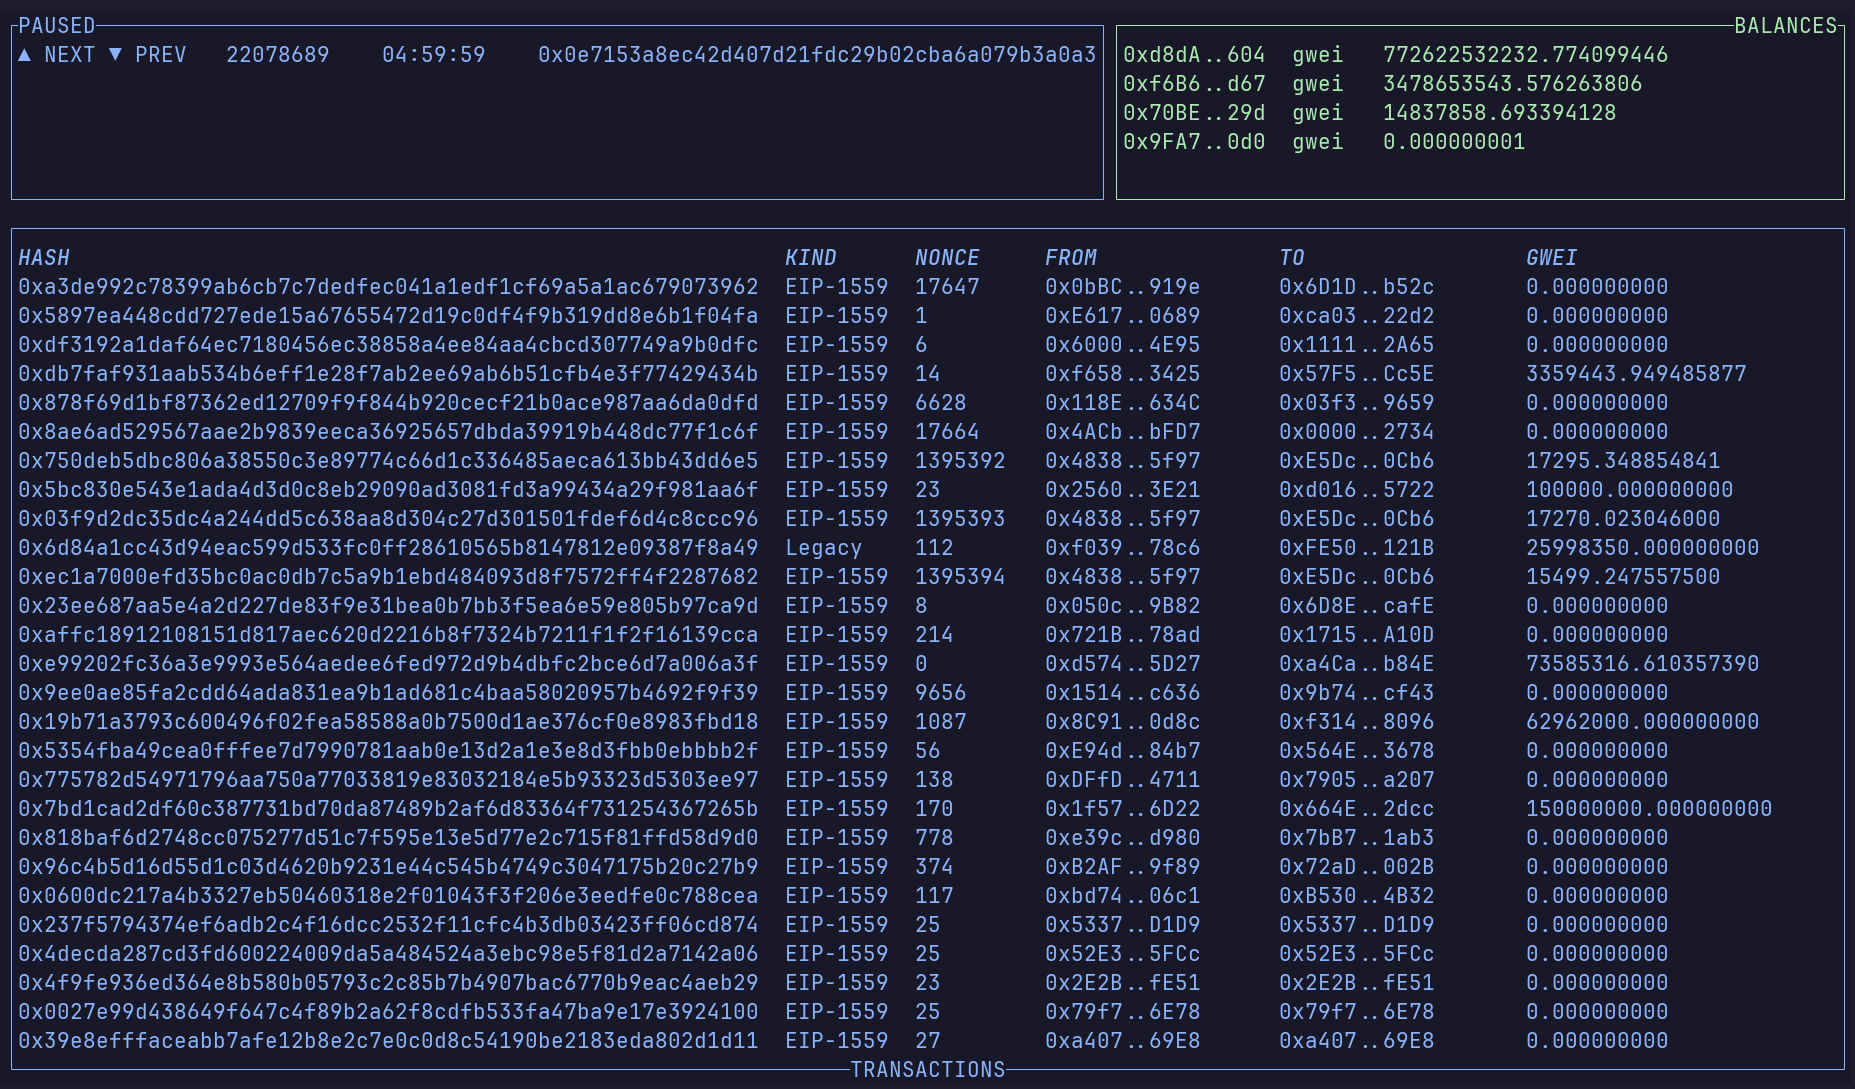 PAUSED
▲ NEXT ▼ PREV 22078689 04:59:59 0x0e7153a8ec42d407d21fdc29b02cba6a079b3a0a3
BALANCES
0xd8dA..604 gwei 772622532232.774099446
0xf6B6..d67 gwei 3478653543.576263806
0x70BE..29d gwei 14837858.693394128
0x9FA7..0d0 gwei 0.000000001
HASH KIND NONCE FROM TO GWEI
0xa3de992c78399ab6cb7c7dedfec041a1edf1cf69a5a1ac679073962 EIP-1559 17647 0x0bBC..919e 0x6D1D..b52c 0.000000000
0x5897ea448cdd727ede15a67655472d19c0df4f9b319dd8e6b1f04fa EIP-1559 1 0xE617..0689 0xca03..22d2 0.000000000
0xdf3192a1daf64ec7180456ec38858a4ee84aa4cbcd307749a9b0dfc EIP-1559 6 0x6000..4E95 0x1111..2A65 0.000000000
0xdb7faf931aab534b6eff1e28f7ab2ee69ab6b51cfb4e3f77429434b EIP-1559 14 0xf658..3425 0x57F5..Cc5E 3359443.949485877
0x878f69d1bf87362ed12709f9f844b920cecf21b0ace987aa6da0dfd EIP-1559 6628 0x118E..634C 0x03f3..9659 0.000000000
0x8ae6ad529567aae2b9839eeca36925657dbda39919b448dc77f1c6f EIP-1559 17664 0x4ACb..bFD7 0x0000..2734 0.000000000
0x750deb5dbc806a38550c3e89774c66d1c336485aeca613bb43dd6e5 EIP-1559 1395392 0x4838..5f97 0xE5Dc..0Cb6 17295.348854841
0x5bc830e543e1ada4d3d0c8eb29090ad3081fd3a99434a29f981aa6f EIP-1559 23 0x2560..3E21 0xd016..5722 100000.000000000
0x03f9d2dc35dc4a244dd5c638aa8d304c27d301501fdef6d4c8ccc96 EIP-1559 1395393 0x4838..5f97 0xE5Dc..0Cb6 17270.023046000
0x6d84a1cc43d94eac599d533fc0ff28610565b8147812e09387f8a49 Legacy 112 0xf039..78c6 0xFE50..121B 25998350.000000000
0xec1a7000efd35bc0ac0db7c5a9b1ebd484093d8f7572ff4f2287682 EIP-1559 1395394 0x4838..5f97 0xE5Dc..0Cb6 15499.247557500
0x23ee687aa5e4a2d227de83f9e31bea0b7bb3f5ea6e59e805b97ca9d EIP-1559 8 0x050c..9B82 0x6D8E..cafE 0.000000000
0xaffc18912108151d817aec620d2216b8f7324b7211f1f2f16139cca EIP-1559 214 0x721B..78ad 0x1715..A10D 0.000000000
0xe99202fc36a3e9993e564aedee6fed972d9b4dbfc2bce6d7a006a3f EIP-1559 0 0xd574..5D27 0xa4Ca..b84E 73585316.610357390
0x9ee0ae85fa2cdd64ada831ea9b1ad681c4baa58020957b4692f9f39 EIP-1559 9656 0x1514..c636 0x9b74..cf43 0.000000000
0x19b71a3793c600496f02fea58588a0b7500d1ae376cf0e8983fbd18 EIP-1559 1087 0x8C91..0d8c 0xf314..8096 62962000.000000000
0x5354fba49cea0fffee7d7990781aab0e13d2a1e3e8d3fbb0ebbbb2f EIP-1559 56 0xE94d..84b7 0x564E..3678 0.000000000
0x775782d54971796aa750a77033819e83032184e5b93323d5303ee97 EIP-1559 138 0xDFfD..4711 0x7905..a207 0.000000000
0x7bd1cad2df60c387731bd70da87489b2af6d83364f731254367265b EIP-1559 170 0x1f57..6D22 0x664E..2dcc 150000000.000000000
0x818baf6d2748cc075277d51c7f595e13e5d77e2c715f81ffd58d9d0 EIP-1559 778 0xe39c..d980 0x7bB7..1ab3 0.000000000
0x96c4b5d16d55d1c03d4620b9231e44c545b4749c3047175b20c27b9 EIP-1559 374 0xB2AF..9f89 0x72aD..002B 0.000000000
0x0600dc217a4b3327eb50460318e2f01043f3f206e3eedfe0c788cea EIP-1559 117 0xbd74..06c1 0xB530..4B32 0.000000000
0x237f5794374ef6adb2c4f16dcc2532f11cfc4b3db03423ff06cd874 EIP-1559 25 0x5337..D1D9 0x5337..D1D9 0.000000000
0x4decda287cd3fd600224009da5a484524a3ebc98e5f81d2a7142a06 EIP-1559 25 0x52E3..5FCc 0x52E3..5FCc 0.000000000
0x4f9fe936ed364e8b580b05793c2c85b7b4907bac6770b9eac4aeb29 EIP-1559 23 0x2E2B..fE51 0x2E2B..fE51 0.000000000
0x0027e99d438649f647c4f89b2a62f8cdfb533fa47ba9e17e3924100 EIP-1559 25 0x79f7..6E78 0x79f7..6E78 0.000000000
0x39e8efffaceabb7afe12b8e2c7e0c0d8c54190be2183eda802d1d11 EIP-1559 27 0xa407..69E8 0xa407..69E8 0.000000000
TRANSACTIONS